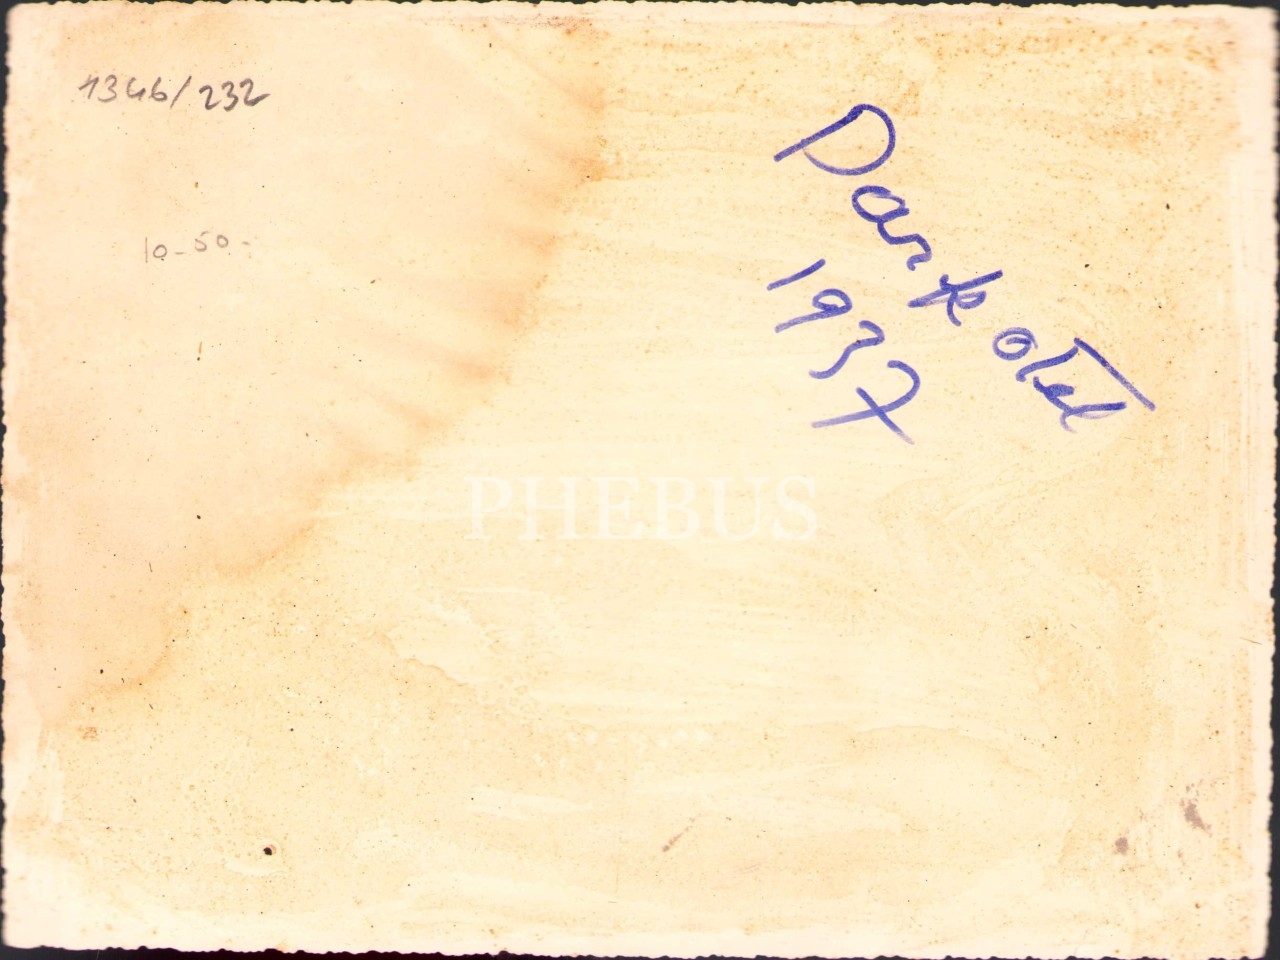 1346/232
10-50-
Park otel
1937
PHEBUS